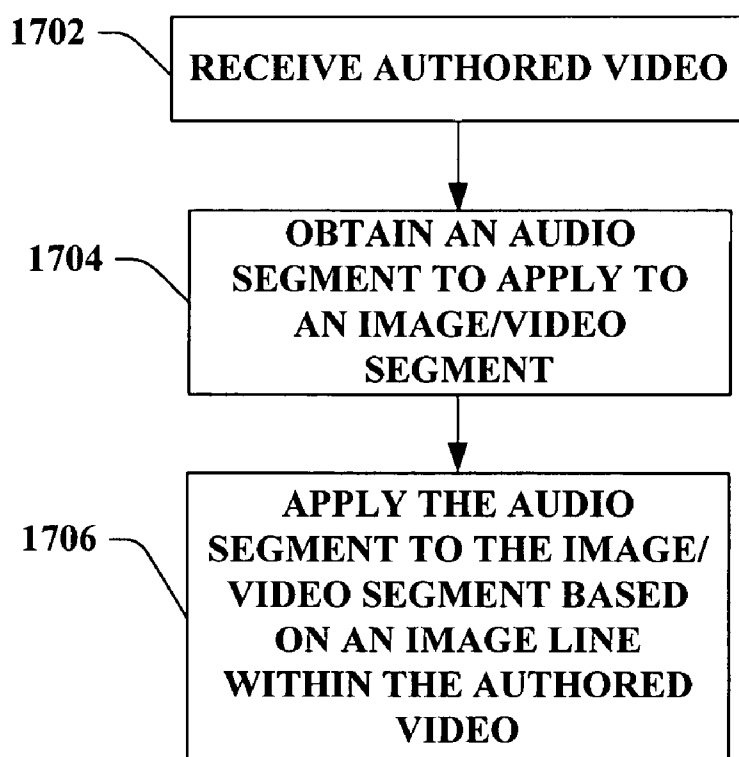 1702
RECEIVE AUTHORED VIDEO
1704
OBTAIN AN AUDIO
SEGMENT TO APPLY TO
AN IMAGE/VIDEO
SEGMENT
1706
APPLY THE AUDIO
SEGMENT TO THE IMAGE/
VIDEO SEGMENT BASED
ON AN IMAGE LINE
WITHIN THE AUTHORED
VIDEO